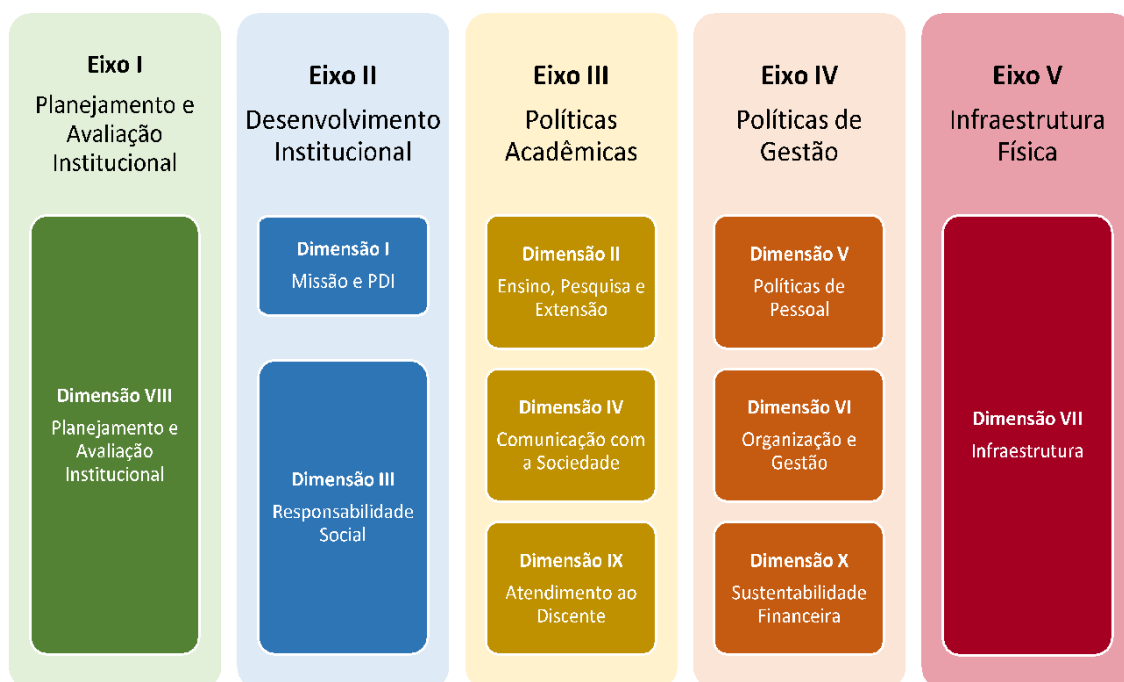 Eixo I
Planejamento e
Avaliação
Institucional
Dimensão VIII
Planejamento e
Avaliação
Institucional
Eixo II
Desenvolvimento
Institucional
Dimensão I
Missão e PDI
Dimensão III
Responsabilidade
Social
Eixo III
Políticas
Acadêmicas
Dimensão II
Ensino, Pesquisa e
Extensão
Dimensão IV
Comunicação com
a Sociedade
Dimensão IX
Atendimento ao
Discente
Eixo IV
Políticas de
Gestão
Dimensão V
Políticas de
Pessoal
Dimensão VI
Organização e
Gestão
Dimensão X
Sustentabilidade
Financeira
Eixo V
Infraestrutura
Física
Dimensão VII
Infraestrutura